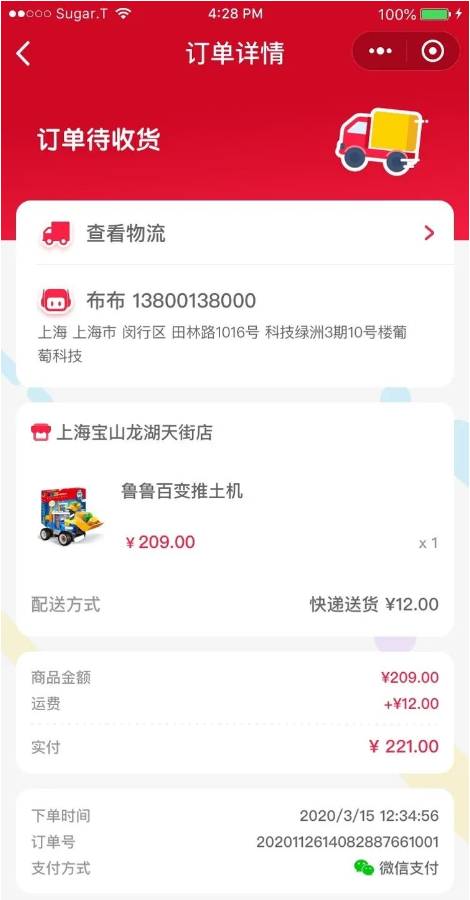 Sugar.T 4:28 PM 100%
订单详情
订单待收货
查看物流
布布 13800138000
上海 上海市 闵行区 田林路1016号 科技绿洲3期10号楼葡
萄科技
上海宝山龙湖天街店
鲁鲁百变推土机
¥ 209.00 x 1
配送方式 快递送货 ¥12.00
商品金额 ¥209.00
运费 +¥12.00
实付 ¥ 221.00
下单时间 2020/3/15 12:34:56
订单号 2020112614082887661001
支付方式 微信支付